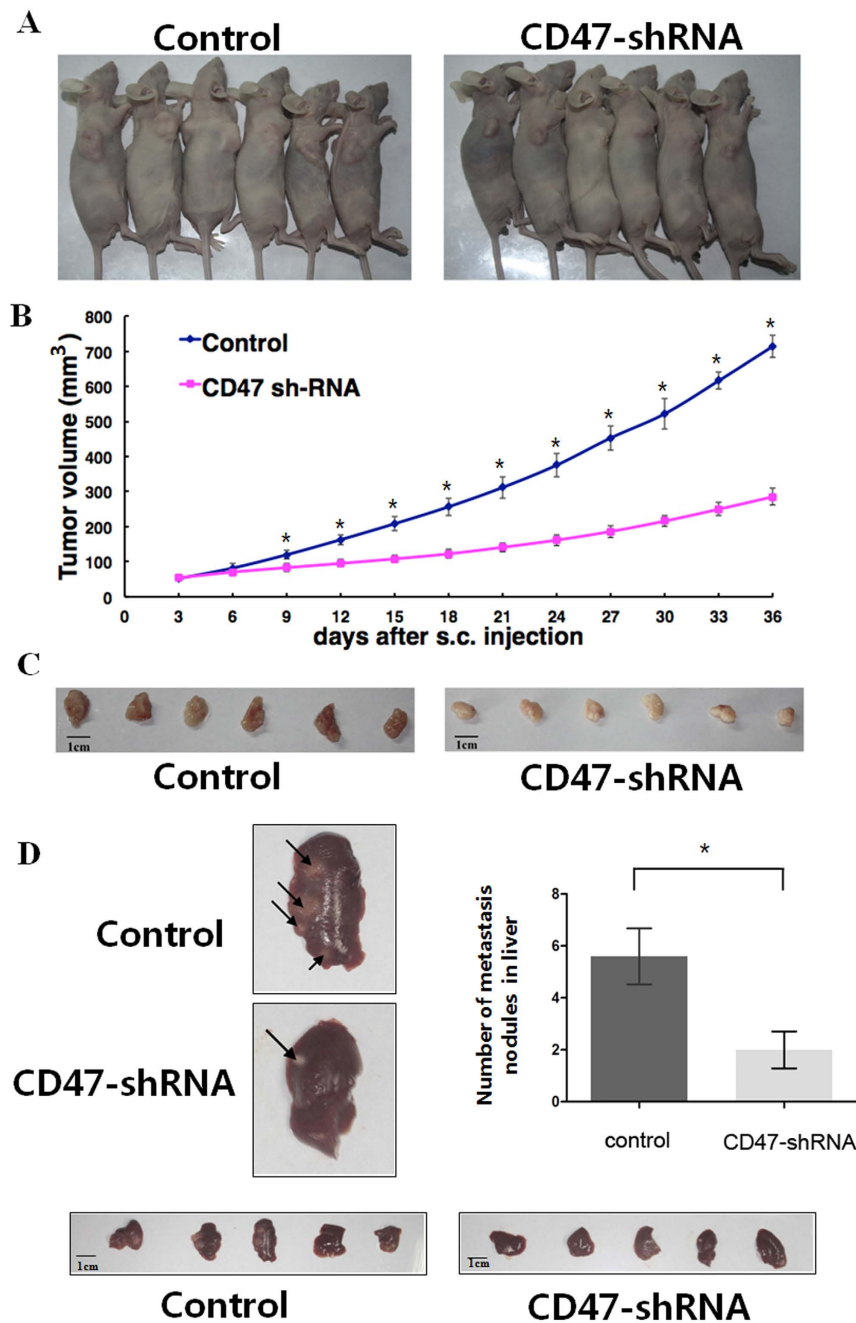 A
Control
CD47-shRNA
B
Tumor volume (mm³)
800
700
600
500
400
300
200
100
0
Control
CD47 sh-RNA
* * * * * * * * * *
0 3 6 9 12 15 18 21 24 27 30 33 36
days after s.c. injection
C
1cm
1cm
Control
CD47-shRNA
D
Control
CD47-shRNA
*
Number of metastasis
nodules in liver
8
6
4
2
0
control
CD47-shRNA
1cm
1cm
Control
CD47-shRNA